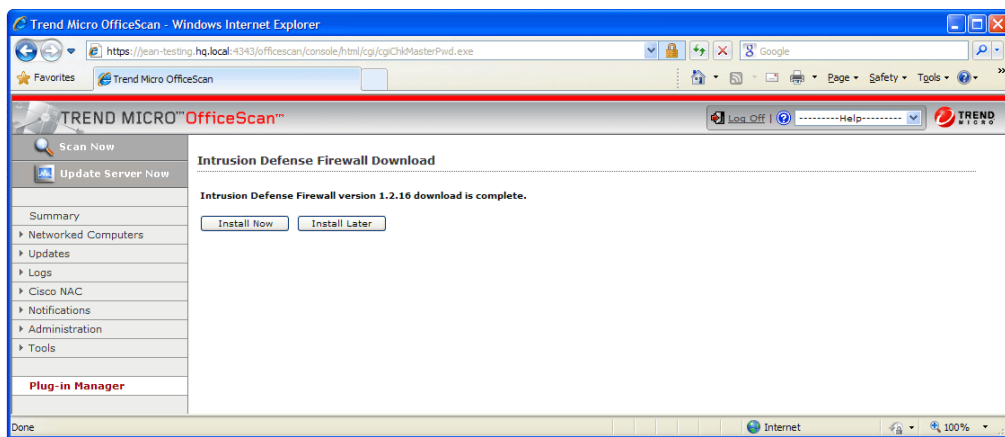 Trend Micro OfficeScan - Windows Internet Explorer
https://jean-testing.hq.local:4343/officescan/console/html/cgi/cgiChkMasterPwd.exe
Google
Favorites
Trend Micro OfficeScan
Page
Safety
Tools
»
TREND MICRO™ OfficeScan™
Log Off | ---------Help---------
TREND MICRO
Scan Now
Update Server Now
Summary
Networked Computers
Updates
Logs
Cisco NAC
Notifications
Administration
Tools
Plug-in Manager
Intrusion Defense Firewall Download
Intrusion Defense Firewall version 1.2.16 download is complete.
Install Now
Install Later
Done
Internet
100%